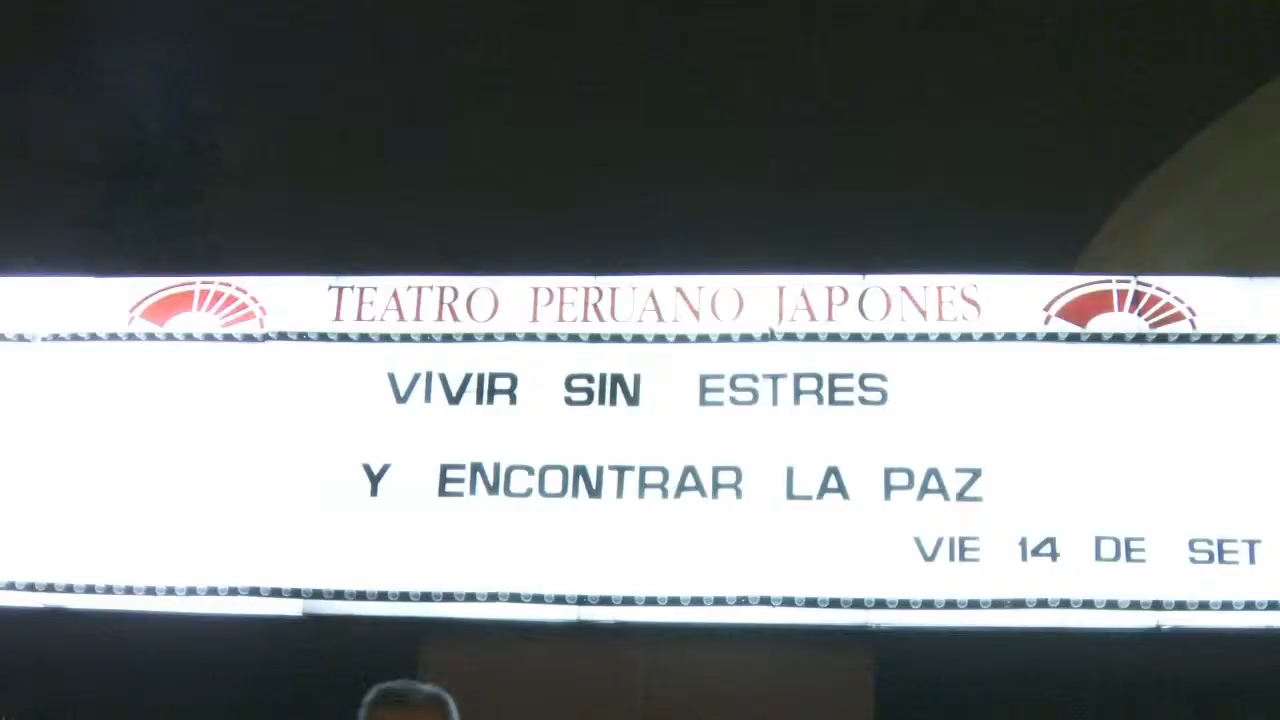 TEATRO PERUANO JAPONES
VIVIR SIN ESTRES
Y ENCONTRAR LA PAZ
VIE 14 DE SET